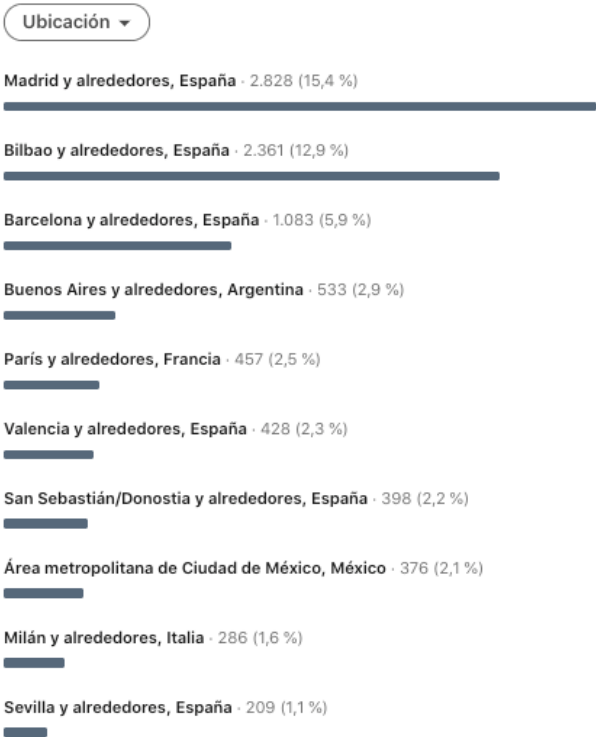 Ubicación
Madrid y alrededores, España · 2.828 (15,4 %)
Bilbao y alrededores, España · 2.361 (12,9 %)
Barcelona y alrededores, España · 1.083 (5,9 %)
Buenos Aires y alrededores, Argentina · 533 (2,9 %)
París y alrededores, Francia · 457 (2,5 %)
Valencia y alrededores, España · 428 (2,3 %)
San Sebastián/Donostia y alrededores, España · 398 (2,2 %)
Área metropolitana de Ciudad de México, México · 376 (2,1 %)
Milán y alrededores, Italia · 286 (1,6 %)
Sevilla y alrededores, España · 209 (1,1 %)